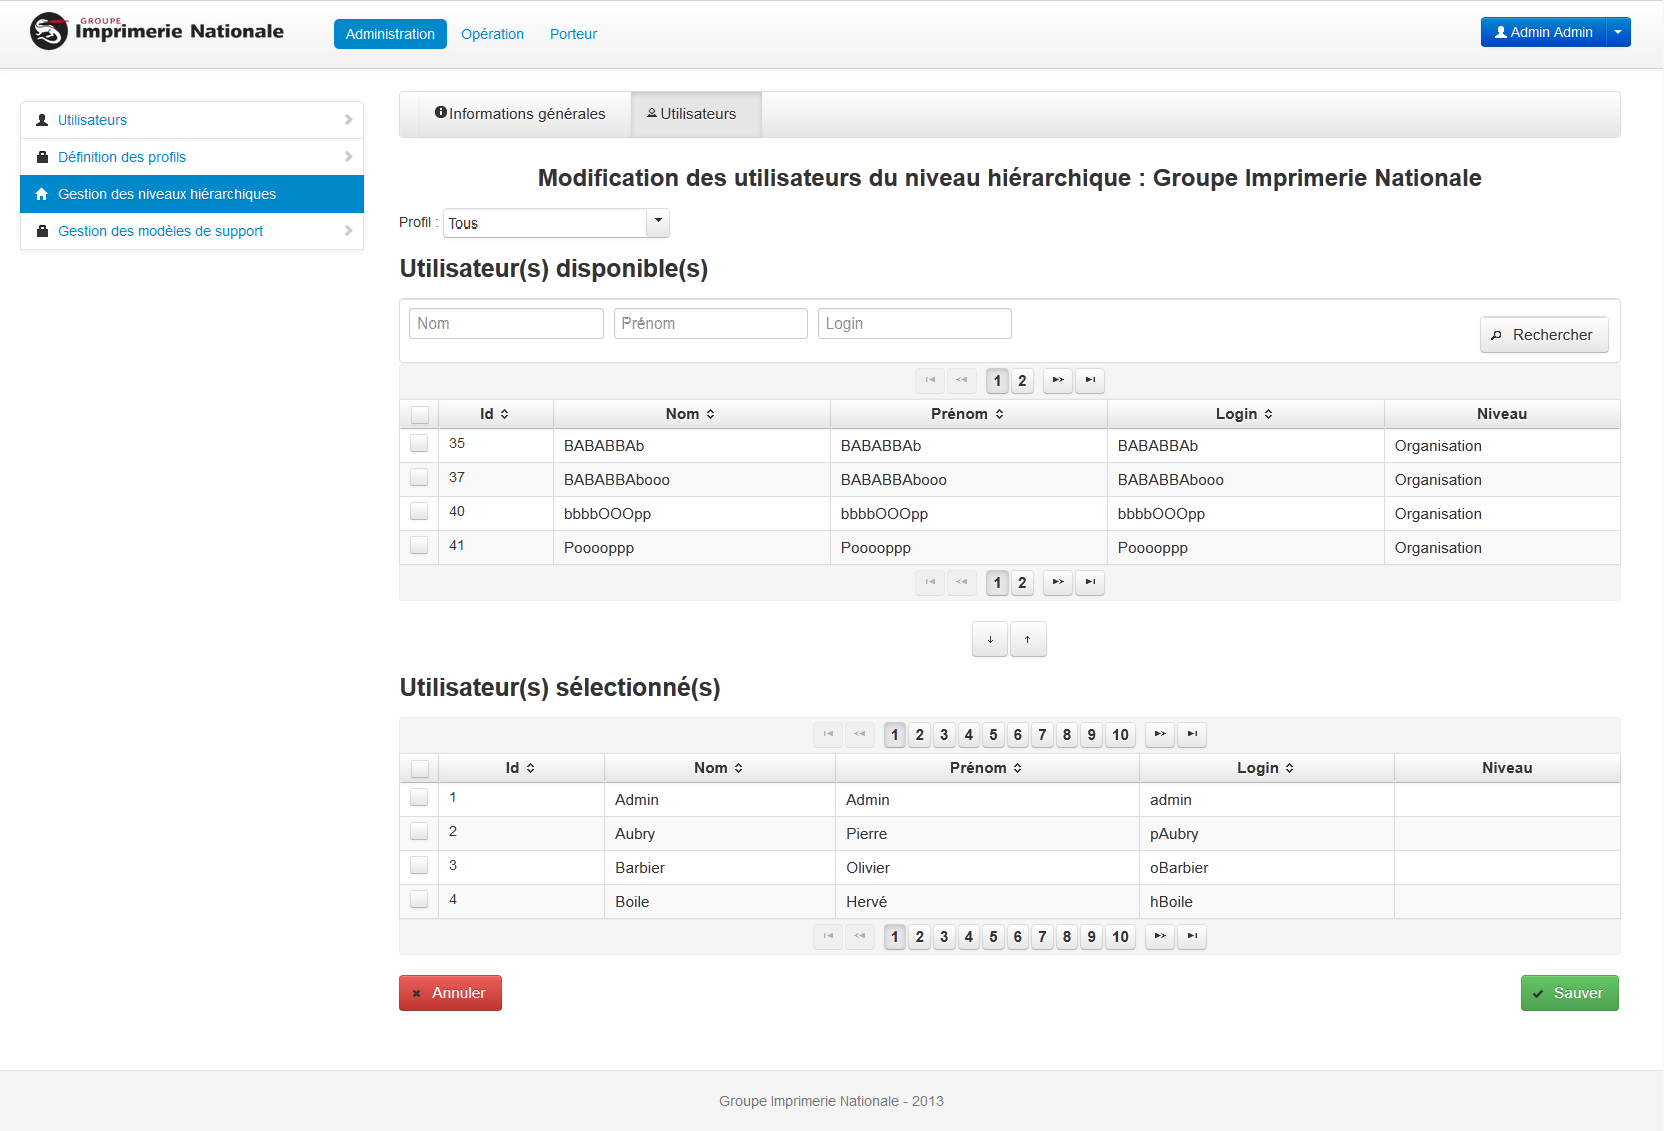 GROUPE
Imprimerie Nationale
Administration Opération Porteur
Admin Admin
Utilisateurs
Définition des profils
Gestion des niveaux hiérarchiques
Gestion des modèles de support
Informations générales Utilisateurs
Modification des utilisateurs du niveau hiérarchique : Groupe Imprimerie Nationale
Profil : Tous
Utilisateur(s) disponible(s)
Nom Prénom Login
Rechercher
1 2
Id Nom Prénom Login Niveau
35 BABABBAb BABABBAb BABABBAb Organisation
37 BABABBAbooo BABABBAbooo BABABBAbooo Organisation
40 bbbbOOOpp bbbbOOOpp bbbbOOOpp Organisation
41 Pooooppp Pooooppp Pooooppp Organisation
1 2
Utilisateur(s) sélectionné(s)
1 2 3 4 5 6 7 8 9 10
Id Nom Prénom Login Niveau
1 Admin Admin admin
2 Aubry Pierre pAubry
3 Barbier Olivier oBarbier
4 Boile Hervé hBoile
1 2 3 4 5 6 7 8 9 10
Annuler Sauver
Groupe Imprimerie Nationale - 2013